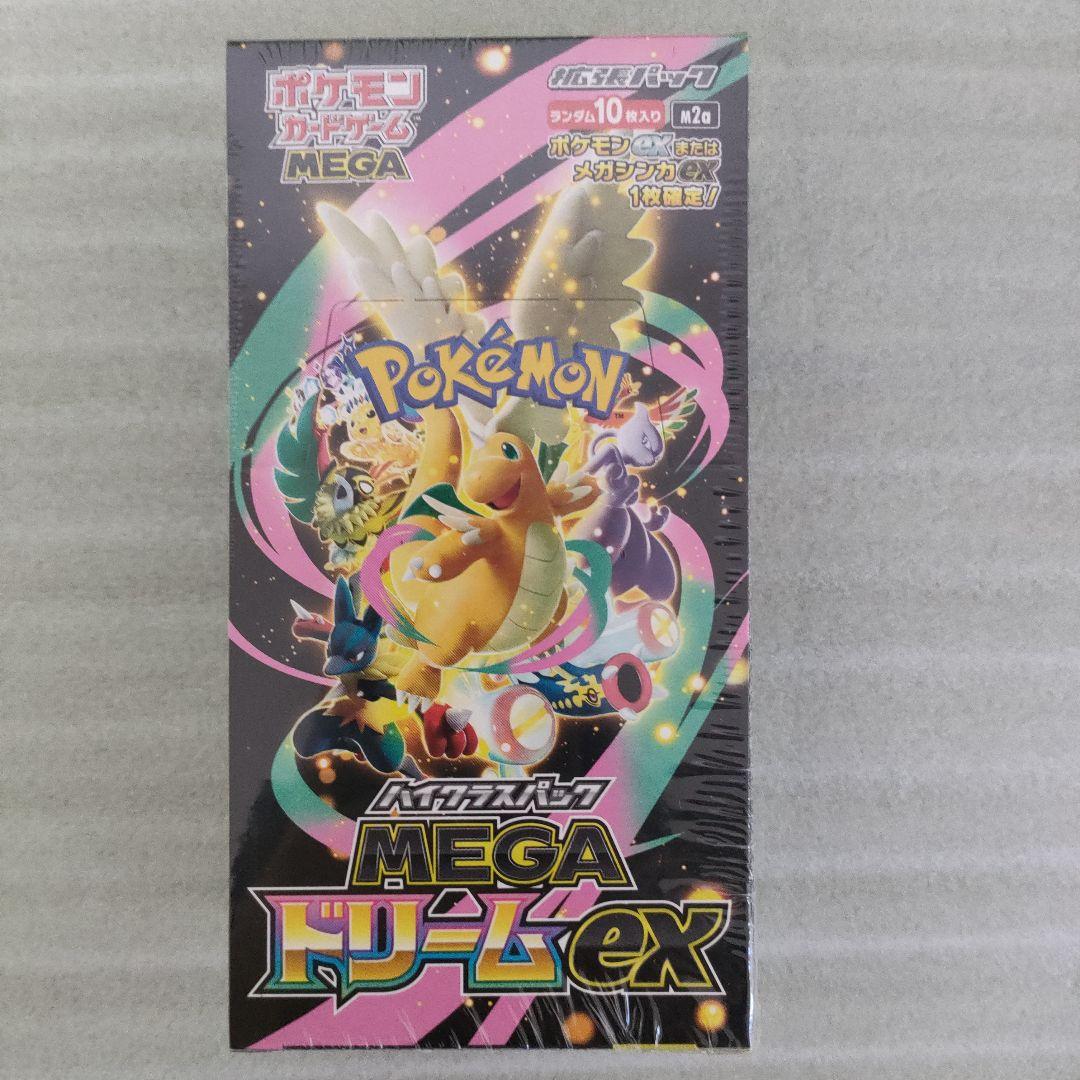 ポケモン
カードゲーム
MEGA
拡張パック
ランダム10枚入り M2a
ポケモンexまたは
メガシンカex
1枚確定!
POKÉMON
TM
ハイクラスパック
MEGA
ドリームex